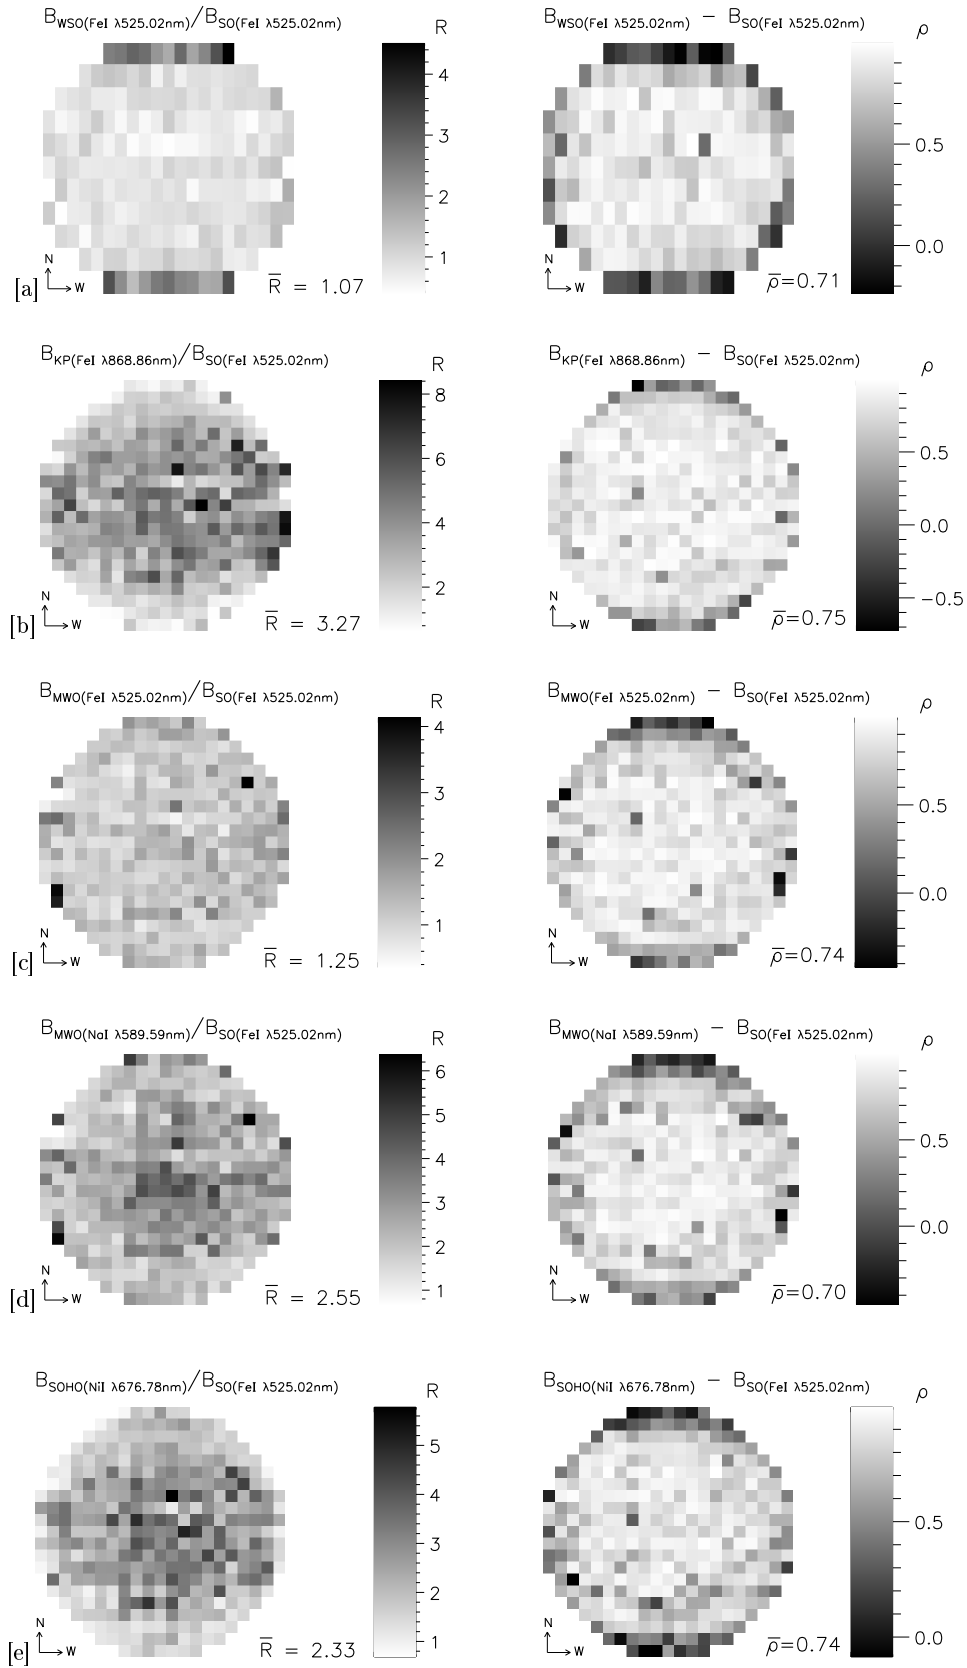 B_WSO(FeI λ525.02nm)/B_SO(FeI λ525.02nm) R
4
3
2
1
N
W
[a]
R̅ = 1.07
B_WSO(FeI λ525.02nm) − B_SO(FeI λ525.02nm) ρ
0.5
0.0
N
W
ρ̅=0.71
B_KP(FeI λ868.86nm)/B_SO(FeI λ525.02nm) R
8
6
4
2
N
W
[b]
R̅ = 3.27
B_KP(FeI λ868.86nm) − B_SO(FeI λ525.02nm) ρ
0.5
0.0
−0.5
N
W
ρ̅=0.75
B_MWO(FeI λ525.02nm)/B_SO(FeI λ525.02nm) R
4
3
2
1
N
W
[c]
R̅ = 1.25
B_MWO(FeI λ525.02nm) − B_SO(FeI λ525.02nm) ρ
0.5
0.0
N
W
ρ̅=0.74
B_MWO(NaI λ589.59nm)/B_SO(FeI λ525.02nm) R
6
5
4
3
2
1
N
W
[d]
R̅ = 2.55
B_MWO(NaI λ589.59nm) − B_SO(FeI λ525.02nm) ρ
0.5
0.0
N
W
ρ̅=0.70
B_SOHO(NiI λ676.78nm)/B_SO(FeI λ525.02nm) R
5
4
3
2
1
N
W
[e]
R̅ = 2.33
B_SOHO(NiI λ676.78nm) − B_SO(FeI λ525.02nm) ρ
0.5
0.0
N
W
ρ̅=0.74